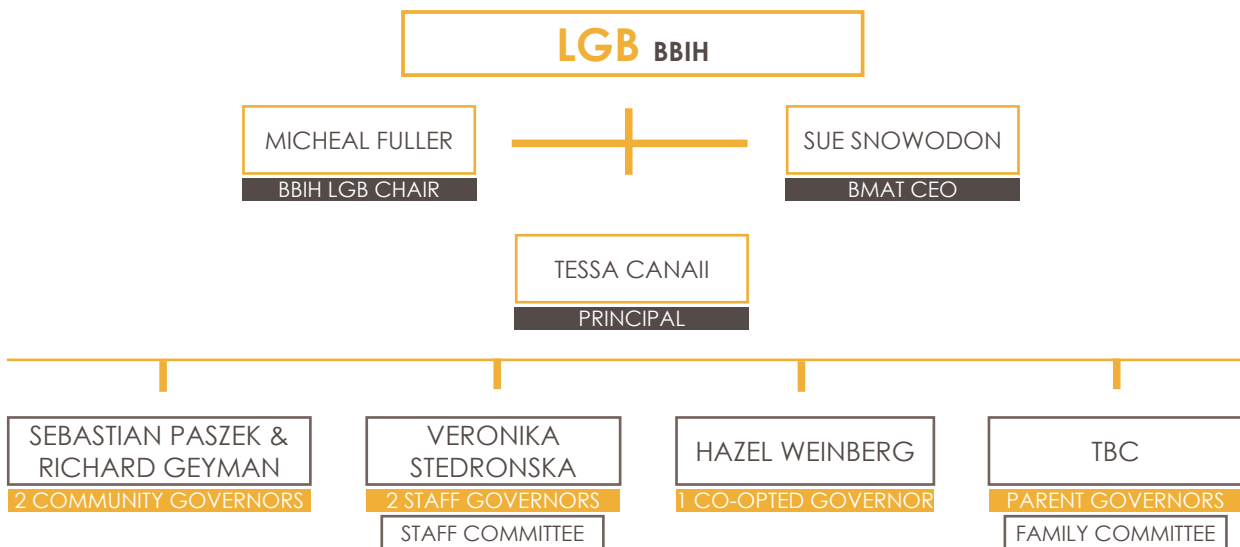 LGB BBIH
MICHEAL FULLER
BBIH LGB CHAIR
SUE SNOWODON
BMAT CEO
TESSA CANAII
PRINCIPAL
SEBASTIAN PASZEK &
RICHARD GEYMAN
2 COMMUNITY GOVERNORS
VERONIKA
STEDRONSKA
2 STAFF GOVERNORS
STAFF COMMITTEE
HAZEL WEINBERG
1 CO-OPTED GOVERNOR
TBC
PARENT GOVERNORS
FAMILY COMMITTEE